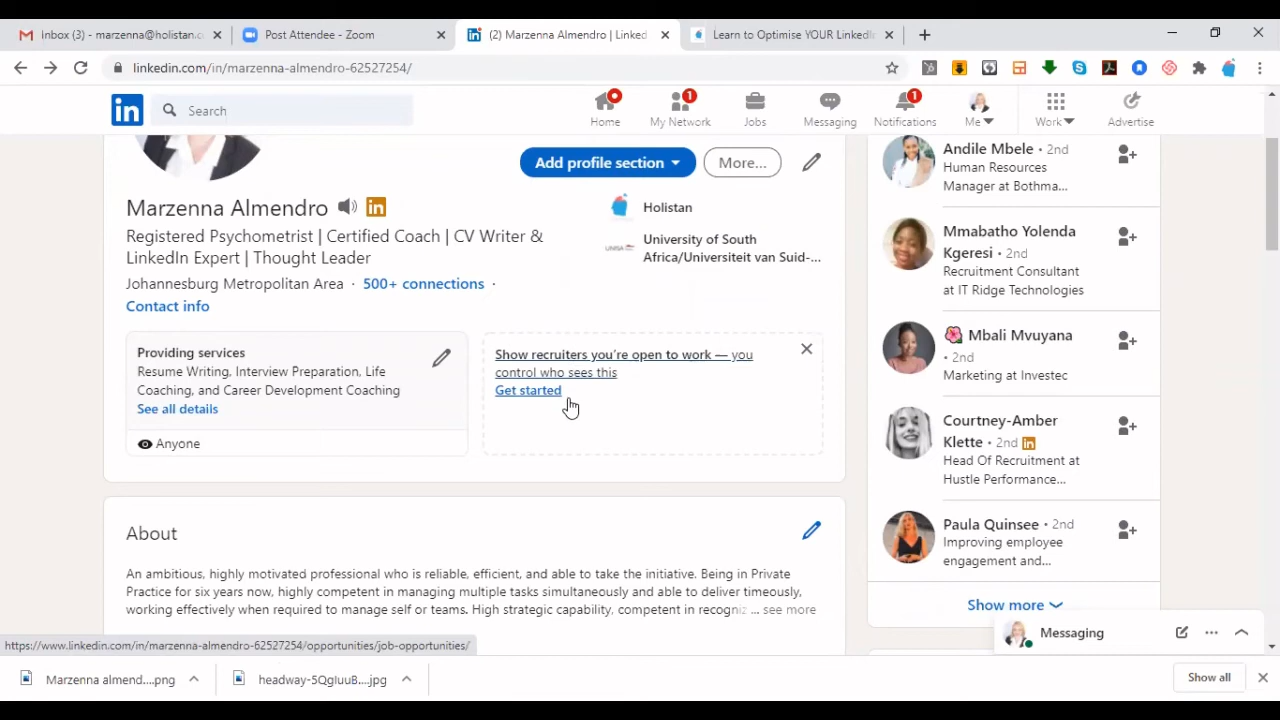 Inbox (3) - marzenna@holistan.c
Post Attendee - Zoom
(2) Marzenna Almendro | Linked
Learn to Optimise YOUR LinkedI
linkedin.com/in/marzenna-almendro-62527254/
in
Search
Home
1
My Network
Jobs
Messaging
1
Notifications
Me
Work
Advertise
Add profile section
More...
Marzenna Almendro
in
Registered Psychometrist | Certified Coach | CV Writer &
LinkedIn Expert | Thought Leader
Johannesburg Metropolitan Area · 500+ connections ·
Contact info
Holistan
UNISA
University of South
Africa/Universiteit van Suid-...
Providing services
Resume Writing, Interview Preparation, Life
Coaching, and Career Development Coaching
See all details
Anyone
Show recruiters you're open to work — you
control who sees this
Get started
About
An ambitious, highly motivated professional who is reliable, efficient, and able to take the initiative. Being in Private
Practice for six years now, highly competent in managing multiple tasks simultaneously and able to deliver timeously,
working effectively when required to manage self or teams. High strategic capability, competent in recogniz ... see more
Andile Mbele • 2nd
Human Resources
Manager at Bothma...
Mmabatho Yolenda
Kgeresi • 2nd
Recruitment Consultant
at IT Ridge Technologies
🌺 Mbali Mvuyana
• 2nd
Marketing at Investec
Courtney-Amber
Klette • 2nd in
Head Of Recruitment at
Hustle Performance...
Paula Quinsee • 2nd
Improving employee
engagement and...
Show more
Messaging
https://www.linkedin.com/in/marzenna-almendro-62527254/opportunities/job-opportunities/
Marzenna almend....png
headway-5QgIuuB....jpg
Show all